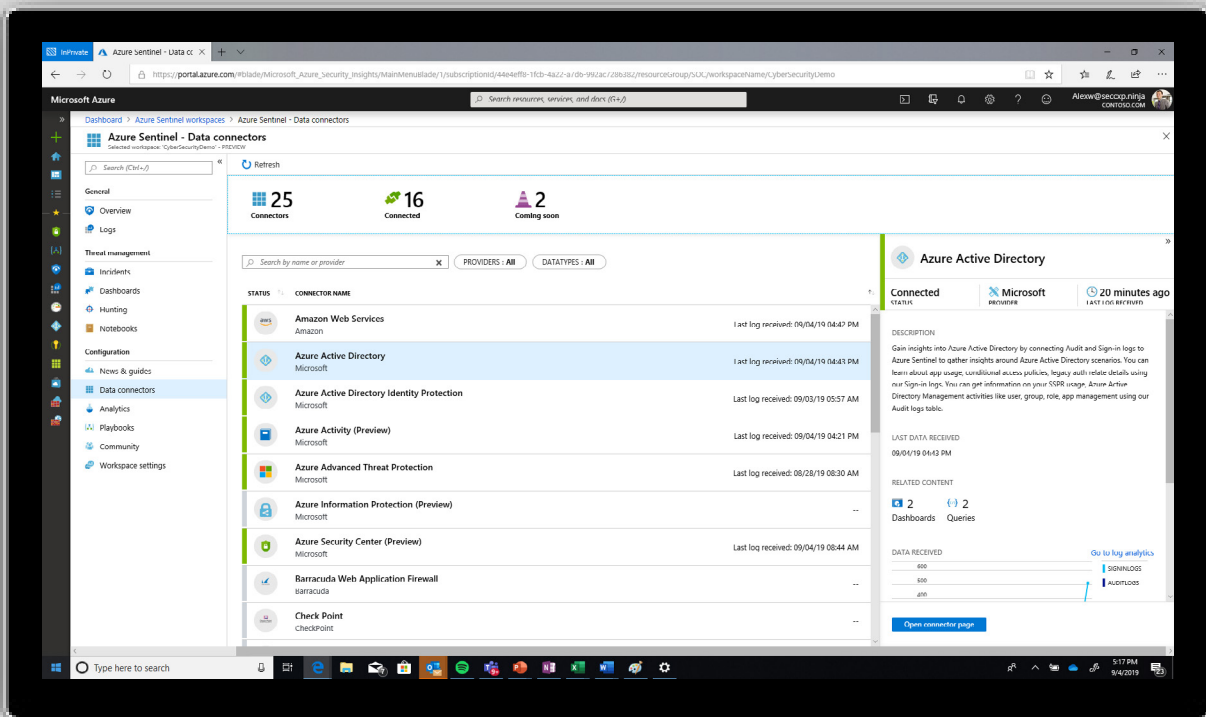 InPrivate
Azure Sentinel - Data cc
https://portal.azure.com/#blade/Microsoft_Azure_Security_Insights/MainMenuBlade/1/subscriptionId/
/resourceGroup/SOC/workspaceName/CyberSecurityDemo
Microsoft Azure
Search resources, services, and docs (G+/)
Alexw@seccxp.ninja
CONTOSO.COM
Dashboard > Azure Sentinel workspaces > Azure Sentinel - Data connectors
Azure Sentinel - Data connectors
Selected workspace: 'CyberSecurityDemo' - PREVIEW
Search (Ctrl+/)
General
Overview
Logs
Threat management
Incidents
Dashboards
Hunting
Notebooks
Configuration
News & guides
Data connectors
Analytics
Playbooks
Community
Workspace settings
Refresh
25
Connectors
16
Connected
2
Coming soon
Search by name or provider
PROVIDERS : All
DATATYPES : All
STATUS CONNECTOR NAME
aws
Amazon Web Services
Amazon
Last log received: 09/04/19 04:42 PM
Azure Active Directory
Microsoft
Last log received: 09/04/19 04:43 PM
Azure Active Directory Identity Protection
Microsoft
Last log received: 09/03/19 05:57 AM
Azure Activity (Preview)
Microsoft
Last log received: 09/04/19 04:21 PM
Azure Advanced Threat Protection
Microsoft
Last log received: 08/28/19 08:30 AM
Azure Information Protection (Preview)
Microsoft
--
Azure Security Center (Preview)
Microsoft
Last log received: 09/04/19 08:44 AM
Barracuda Web Application Firewall
Barracuda
--
Check Point
CheckPoint
--
Azure Active Directory
Connected
STATUS
Microsoft
PROVIDER
20 minutes ago
LAST LOG RECEIVED
DESCRIPTION
Gain insights into Azure Active Directory by connecting Audit and Sign-in logs to
Azure Sentinel to gather insights around Azure Active Directory scenarios. You can
learn about app usage, conditional access policies, legacy auth relate details using
our Sign-in logs. You can get information on your SSPR usage, Azure Active
Directory Management activities like user, group, role, app management using our
Audit logs table.
LAST DATA RECEIVED
09/04/19 04:43 PM
RELATED CONTENT
2
Dashboards
2
Queries
DATA RECEIVED
Go to log analytics
600
500
400
SIGNINLOGS
AUDITLOGS
Open connector page
Type here to search
5:17 PM
9/4/2019